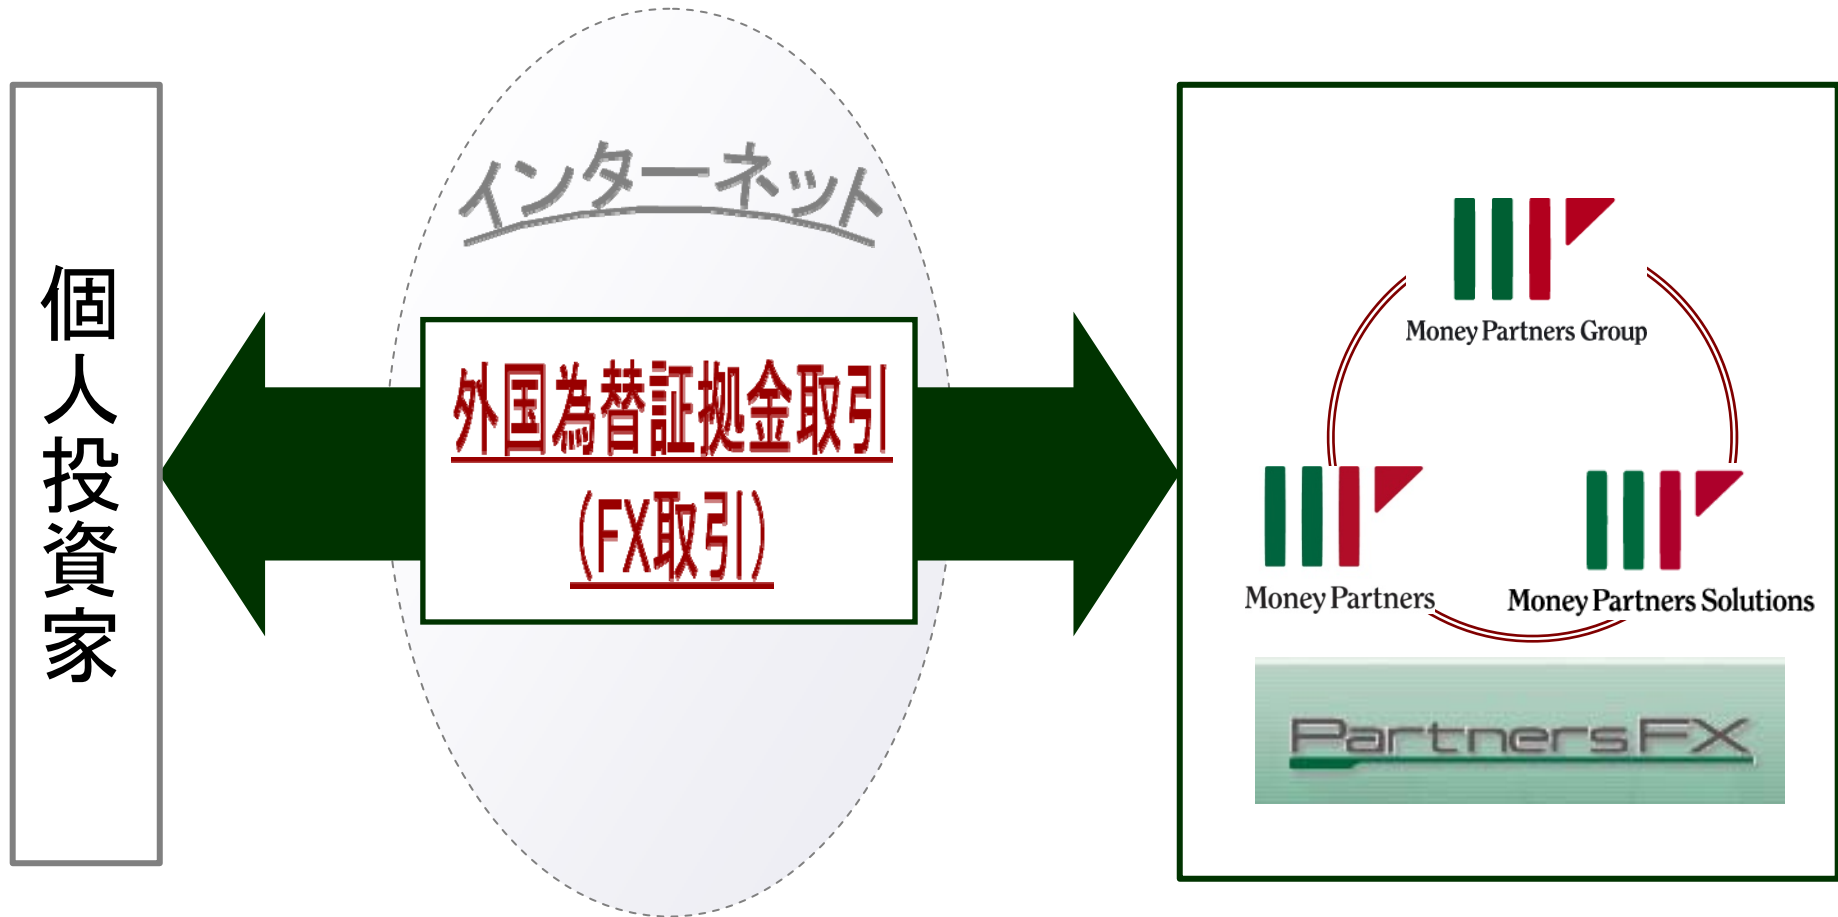 個人投資家
インターネット
外国為替証拠金取引
(FX取引)
Money Partners Group
Money Partners
Money Partners Solutions
PartnersFX